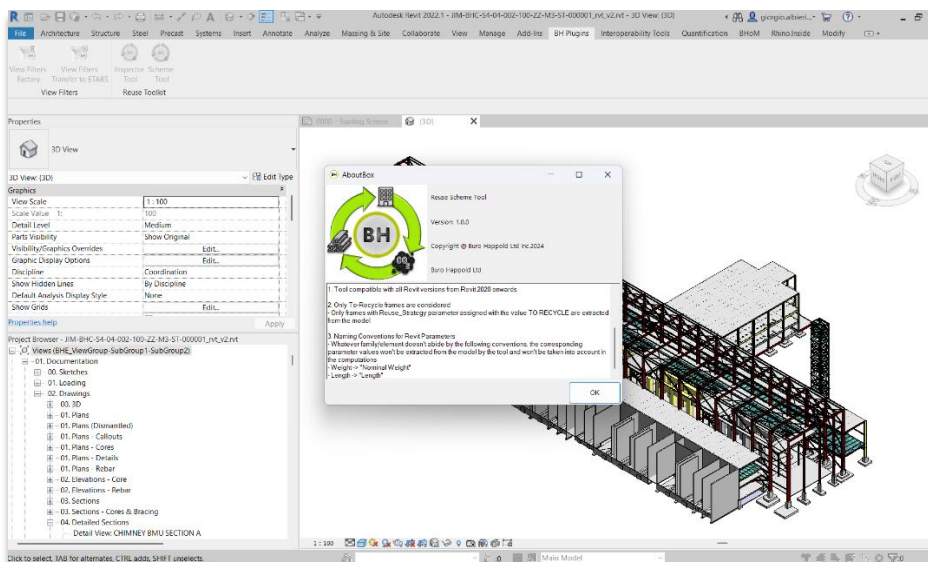 Autodesk Revit 2022.1 - JIM-BHC-S4-04-002-100-ZZ-M3-ST-000001_rvt_v2.rvt - 3D View: {3D}
giorgio.albieri...
File Architecture Structure Steel Precast Systems Insert Annotate Analyze Massing & Site Collaborate View Manage Add-Ins BH Plugins Interoperability Tools Quantification BHoM Rhino.Inside Modify
View Filters View Filters Inspector Scheme
Factory Transfer to ETABS Tool Tool
View Filters Reuse Toolkit
Properties
0000 - Starting Screen {3D}
3D View
3D View: {3D} Edit Type
Graphics
View Scale 1 : 100
Scale Value 1: 100
Detail Level Medium
Parts Visibility Show Original
Visibility/Graphics Overrides Edit...
Graphic Display Options Edit...
Discipline Coordination
Show Hidden Lines By Discipline
Default Analysis Display Style None
Show Grids Edit...
Properties help Apply
Project Browser - JIM-BHC-S4-04-002-100-ZZ-M3-ST-000001_rvt_v2.rvt
Views (BHE_ViewGroup-SubGroup1-SubGroup2)
01. Documentation
00. Sketches
01. Loading
02. Drawings
00. 3D
01. Plans
01. Plans (Dismantled)
01. Plans - Callouts
01. Plans - Cores
01. Plans - Details
01. Plans - Rebar
02. Elevations - Core
02. Elevations - Rebar
03. Sections
03. Sections - Cores & Bracing
04. Detailed Sections
Detail View: CHIMNEY BMU SECTION A
AboutBox
BH
CO2
Reuse Scheme Tool
Version: 1.0.0
Copyright @ Buro Happold Ltd Inc.2024
Buro Happold Ltd
1. Tool compatible with all Revit versions from Revit 2020 onwards
2. Only To-Recycle frames are considered
- Only frames with Reuse_Strategy parameter assigned with the value TO RECYCLE are extracted
from the model
3. Naming Conventions for Revit Parameters
- Whatever family/element doesn't abide by the following conventions, the corresponding
parameter values won't be extracted from the model by the tool and won't be taken into account in
the computations
- Weight-> "Nominal Weight"
- Length -> "Length"
OK
1 : 100
Click to select, TAB for alternates, CTRL adds, SHIFT unselects.
:0 Main Model
:0